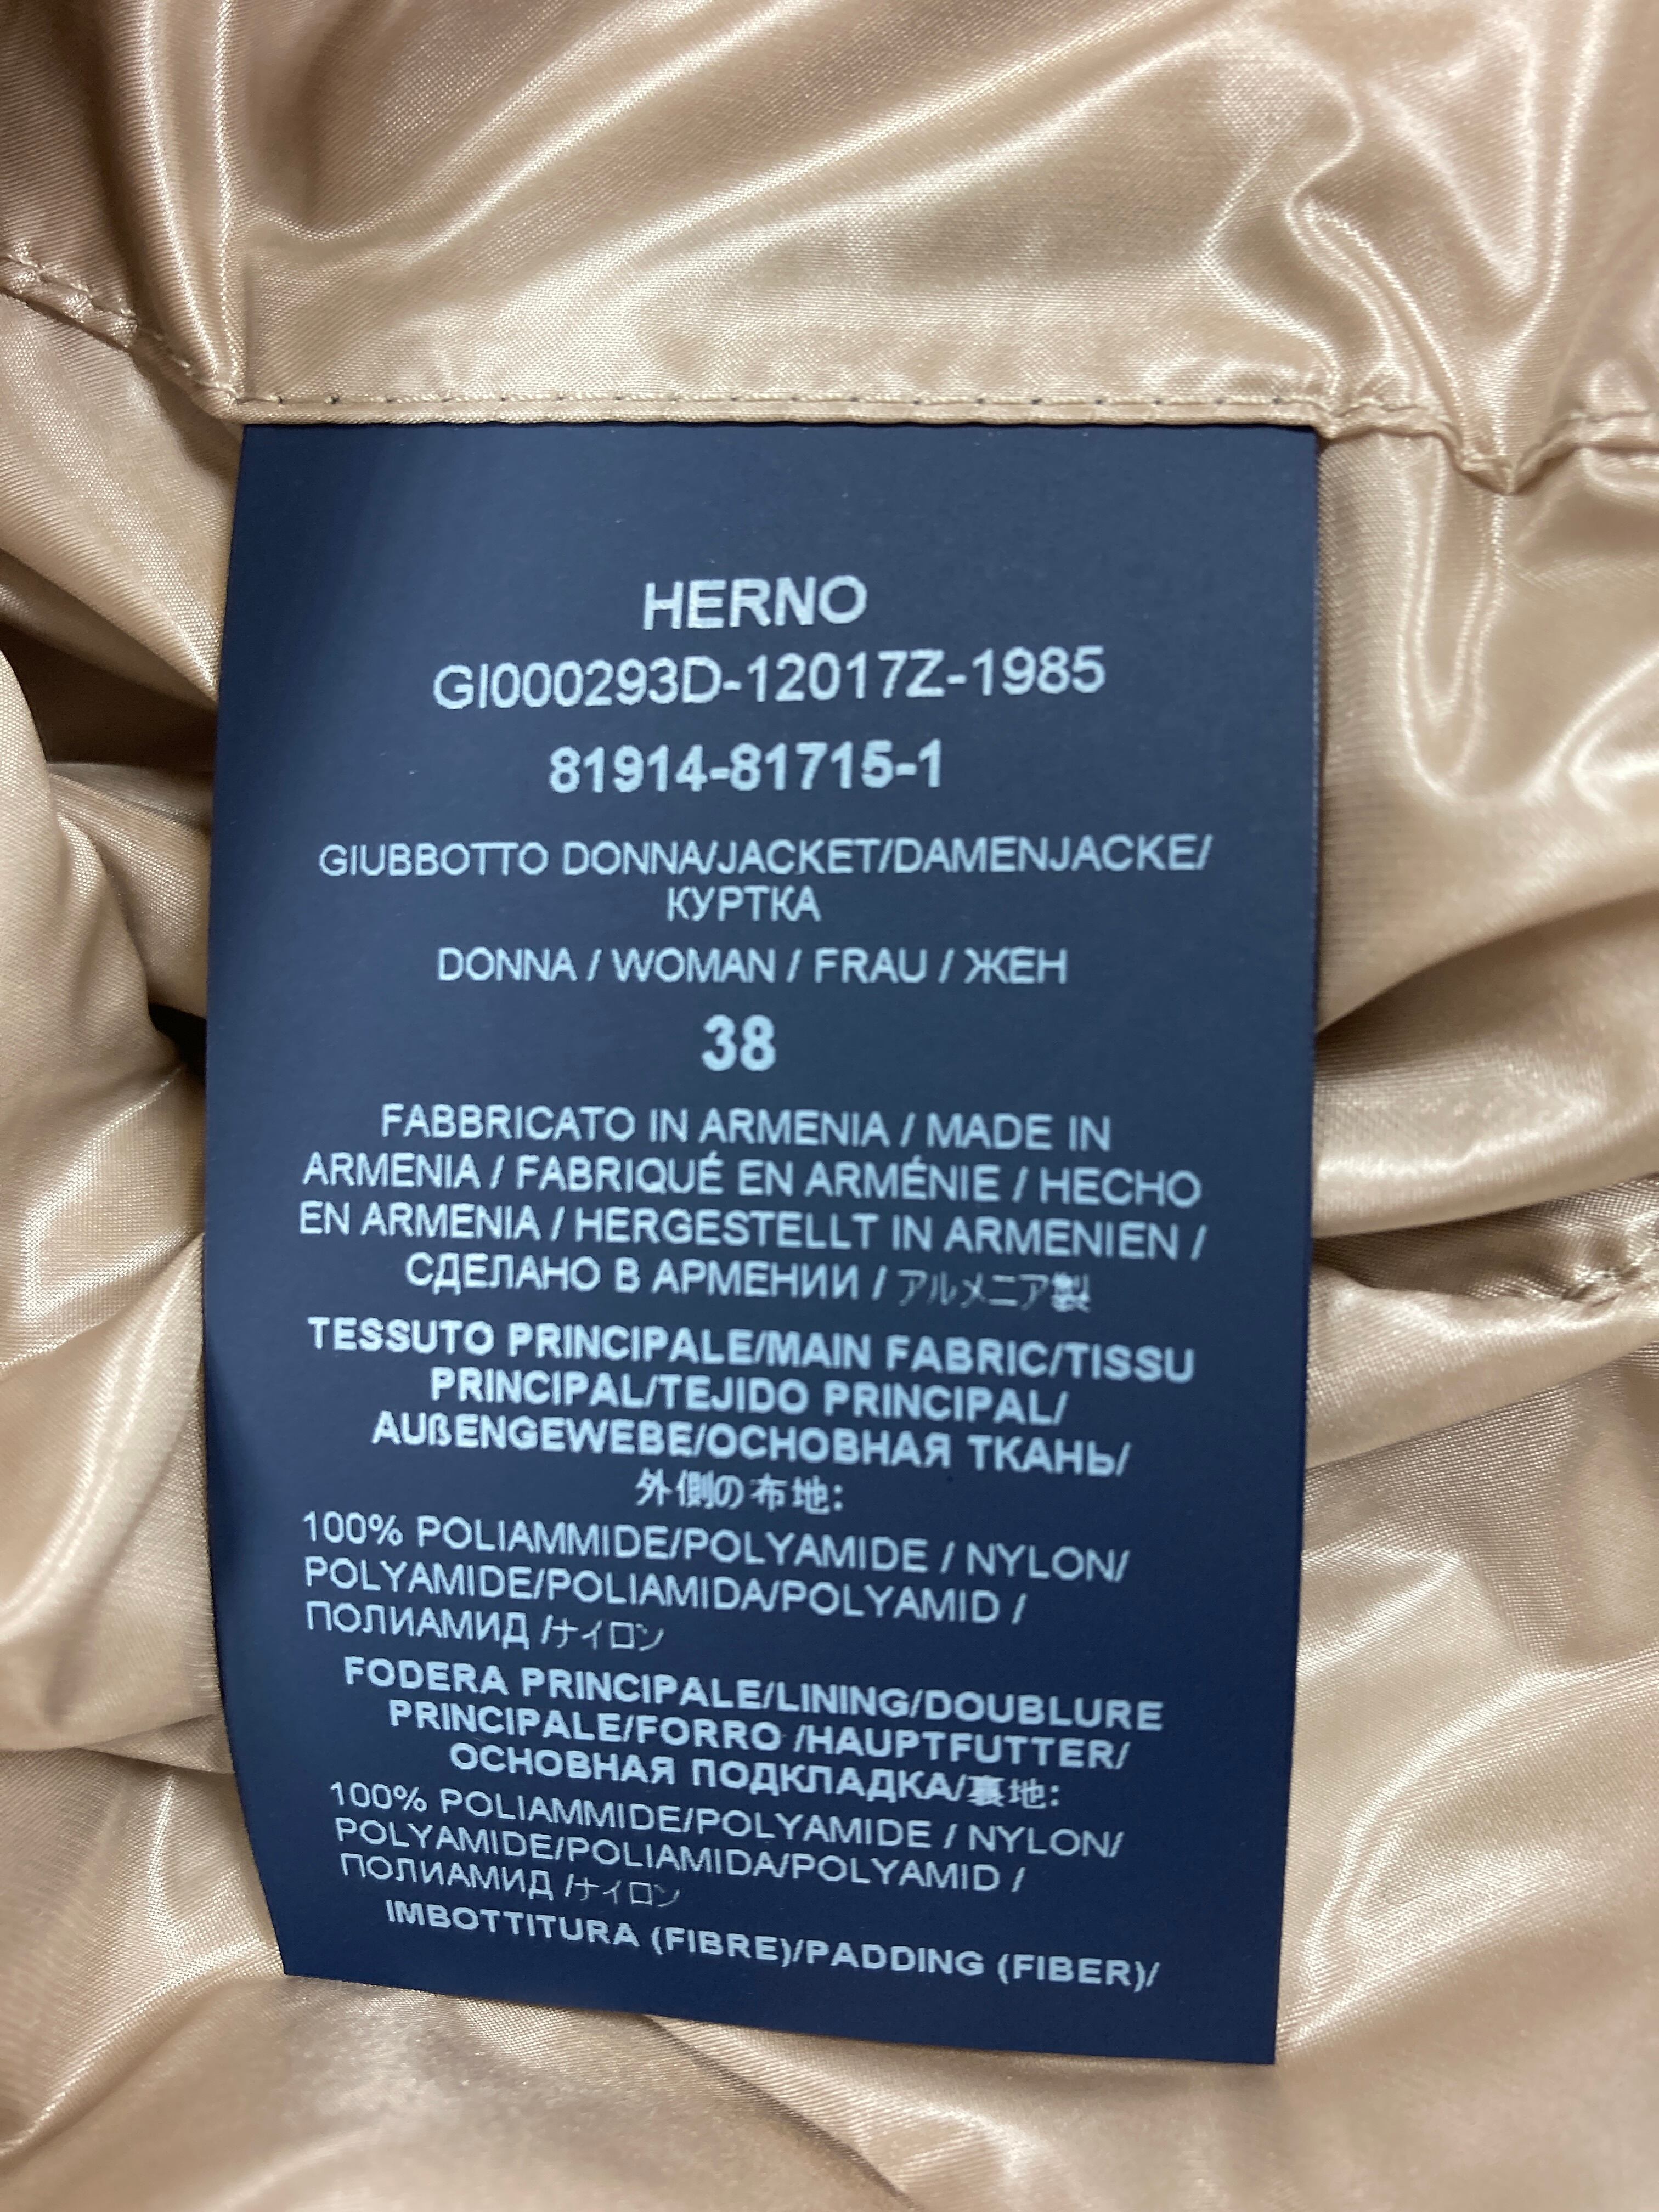 HERNO
GI000293D-12017Z-1985
81914-81715-1
GIUBBOTTO DONNA/JACKET/DAMENJACKE/
КУРТКА
DONNA / WOMAN / FRAU / ЖЕН
38
FABBRICATO IN ARMENIA / MADE IN
ARMENIA / FABRIQUÉ EN ARMÉNIE / HECHO
EN ARMENIA / HERGESTELLT IN ARMENIEN /
СДЕЛАНО В АРМЕНИИ / アルメニア製
TESSUTO PRINCIPALE/MAIN FABRIC/TISSU
PRINCIPAL/TEJIDO PRINCIPAL/
AUßENGEWEBE/ОСНОВНАЯ ТКАНЬ/
外側の布地:
100% POLIAMMIDE/POLYAMIDE / NYLON/
POLYAMIDE/POLIAMIDA/POLYAMID /
ПОЛИАМИД /ナイロン
FODERA PRINCIPALE/LINING/DOUBLURE
PRINCIPALE/FORRO /HAUPTFUTTER/
ОСНОВНАЯ ПОДКЛАДКА/裏地:
100% POLIAMMIDE/POLYAMIDE / NYLON/
POLYAMIDE/POLIAMIDA/POLYAMID /
ПОЛИАМИД /ナイロン
IMBOTTITURA (FIBRE)/PADDING (FIBER)/